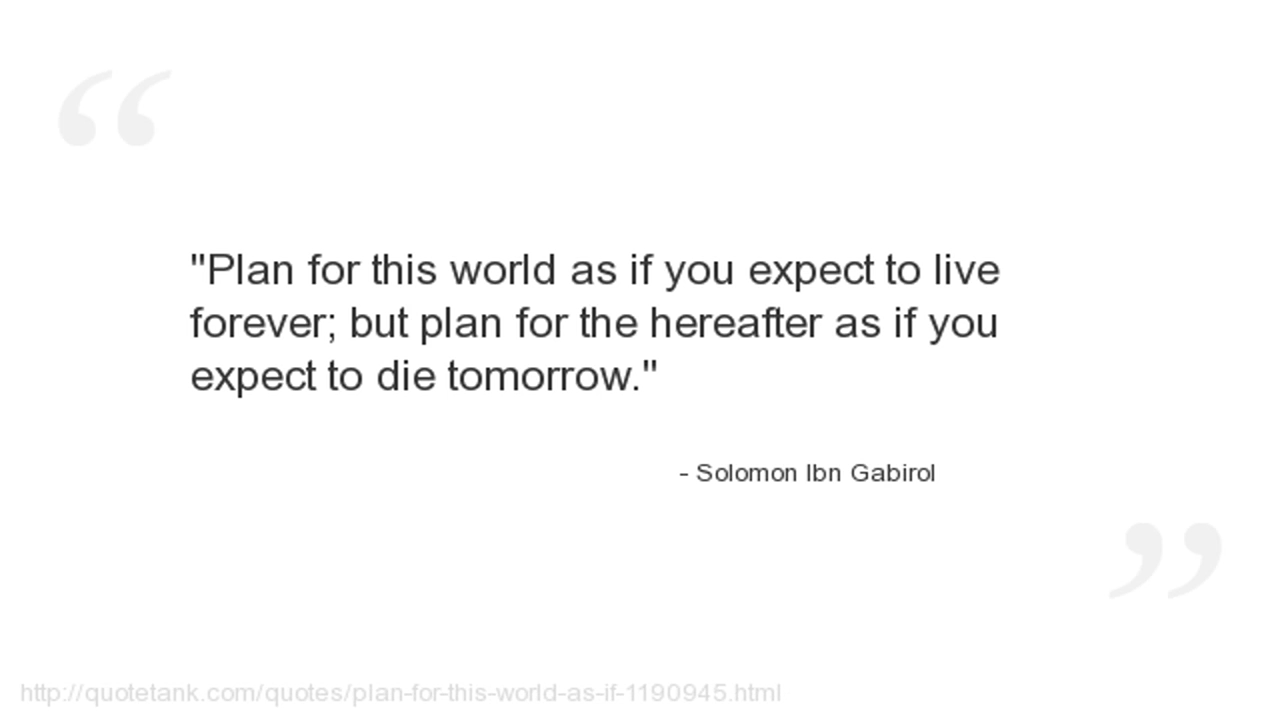 "Plan for this world as if you expect to live
forever; but plan for the hereafter as if you
expect to die tomorrow."
- Solomon Ibn Gabirol
http://quotetank.com/quotes/plan-for-this-world-as-if-1190945.html